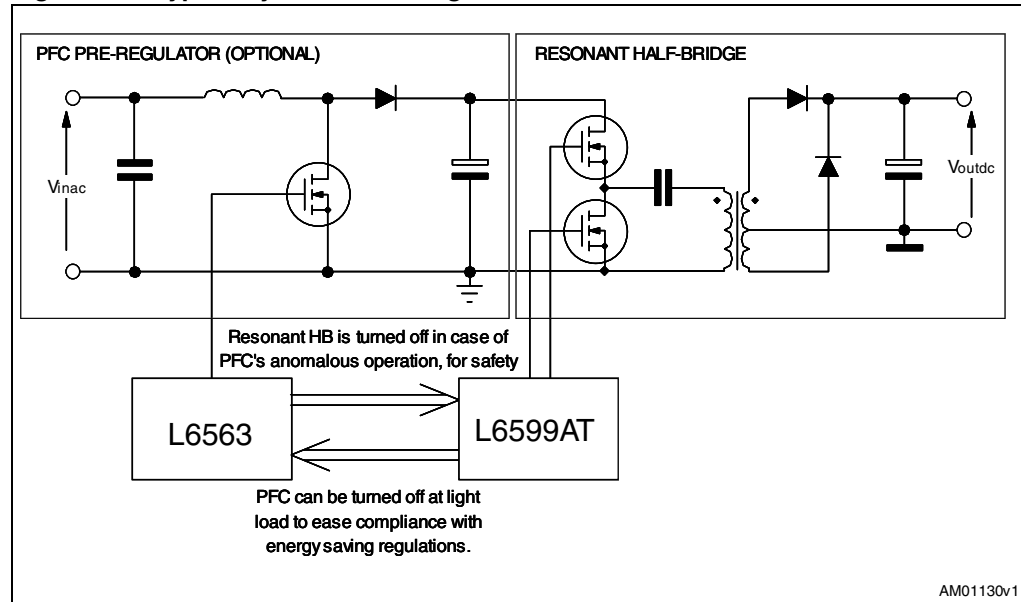 PFC PRE-REGULATOR (OPTIONAL)
RESONANT HALF-BRIDGE
Vinac
Voutdc
Resonant HB is turned off in case of
PFC's anomalous operation, for safety
L6563
L6599AT
PFC can be turned off at light
load to ease compliance with
energy saving regulations.
AM01130v1